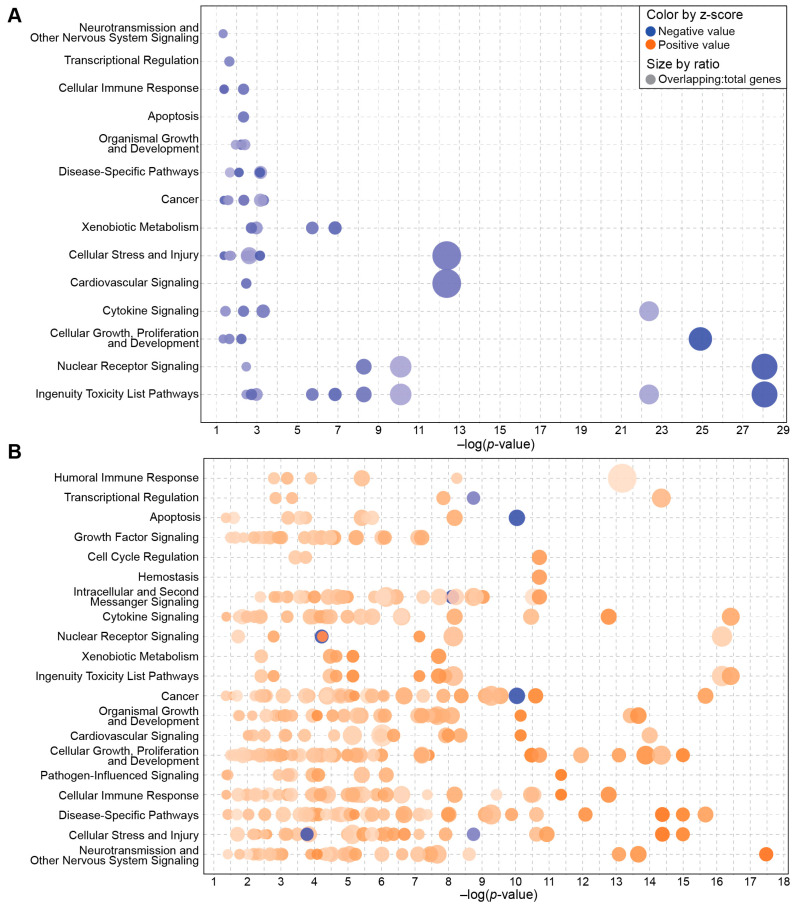 A
Neurotransmission and
Other Nervous System Signaling
Transcriptional Regulation
Cellular Immune Response
Apoptosis
Organismal Growth
and Development
Disease-Specific Pathways
Cancer
Xenobiotic Metabolism
Cellular Stress and Injury
Cardiovascular Signaling
Cytokine Signaling
Cellular Growth, Proliferation
and Development
Nuclear Receptor Signaling
Ingenuity Toxicity List Pathways
Color by z-score
Negative value
Positive value
Size by ratio
Overlapping:total genes
1 3 5 7 9 11 13 15 17 19 21 23 25 27 29
–log(p-value)
B
Humoral Immune Response
Transcriptional Regulation
Apoptosis
Growth Factor Signaling
Cell Cycle Regulation
Hemostasis
Intracellular and Second
Messanger Signaling
Cytokine Signaling
Nuclear Receptor Signaling
Xenobiotic Metabolism
Ingenuity Toxicity List Pathways
Cancer
Organismal Growth
and Development
Cardiovascular Signaling
Cellular Growth, Proliferation
and Development
Pathogen-Influenced Signaling
Cellular Immune Response
Disease-Specific Pathways
Cellular Stress and Injury
Neurotransmission and
Other Nervous System Signaling
1 2 3 4 5 6 7 8 9 10 11 12 13 14 15 16 17 18
–log(p-value)